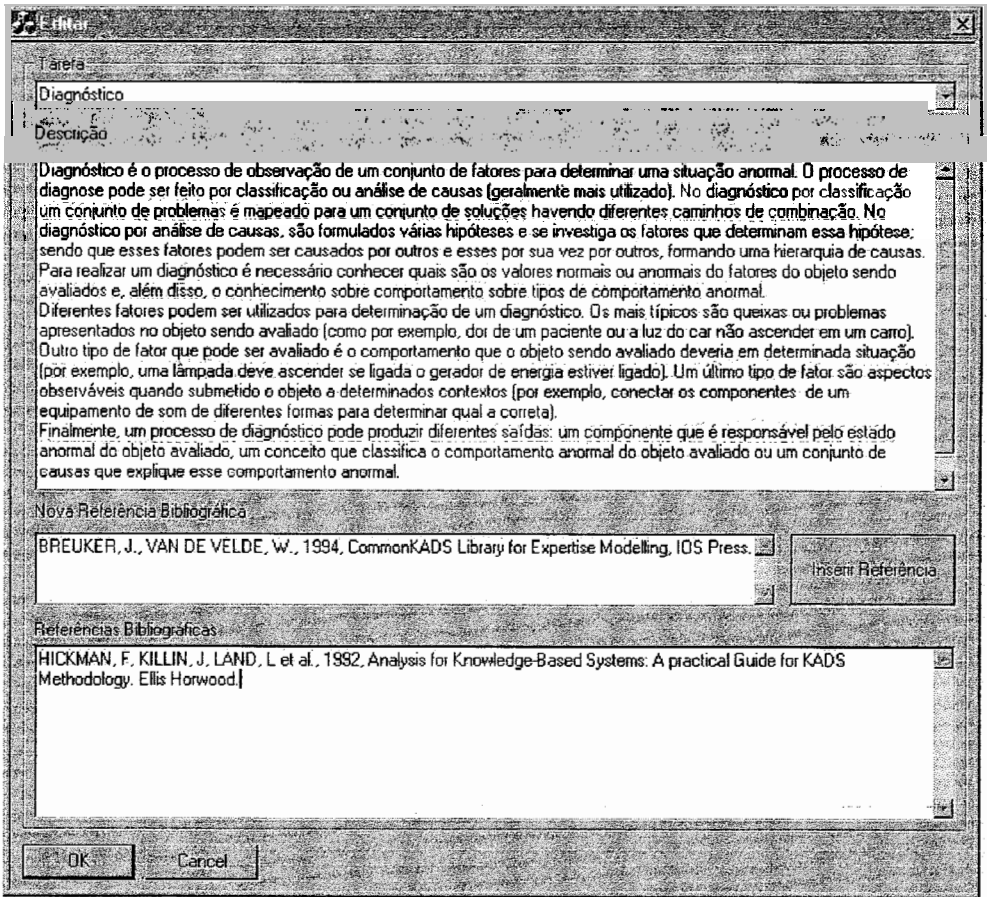 Editar
Tarefa
Diagnóstico
Descrição
Diagnóstico é o processo de observação de um conjunto de fatores para determinar uma situação anormal. O processo de
diagnose pode ser feito por classificação ou análise de causas (geralmente mais utilizado). No diagnóstico por classificação
um conjunto de problemas é mapeado para um conjunto de soluções havendo diferentes caminhos de combinação. No
diagnóstico por análise de causas, são formulados várias hipóteses e se investiga os fatores que determinam essa hipótese;
sendo que esses fatores podem ser causados por outros e esses por sua vez por outros, formando uma hierarquia de causas.
Para realizar um diagnóstico é necessário conhecer quais são os valores normais ou anormais do fatores do objeto sendo
avaliados e, além disso, o conhecimento sobre comportamento sobre tipos de comportamento anormal.
Diferentes fatores podem ser utilizados para determinação de um diagnóstico. Os mais típicos são queixas ou problemas
apresentados no objeto sendo avaliado (como por exemplo, dor de um paciente ou a luz do car não ascender em um carro).
Outro tipo de fator que pode ser avaliado é o comportamento que o objeto sendo avaliado deveria em determinada situação
(por exemplo, uma lâmpada deve ascender se ligada o gerador de energia estiver ligado). Um último tipo de fator são aspectos
observáveis quando submetido o objeto a determinados contextos (por exemplo, conectar os componentes de um
equipamento de som de diferentes formas para determinar qual a correta).
Finalmente, um processo de diagnóstico pode produzir diferentes saídas: um componente que é responsável pelo estado
anormal do objeto avaliado, um conceito que classifica o comportamento anormal do objeto avaliado ou um conjunto de
causas que explique esse comportamento anormal.
Nova Referência Bibliográfica
BREUKER, J., VAN DE VELDE, W., 1994, CommonKADS Library for Expertise Modelling, IOS Press.
Inserir Referência
Referências Bibliográficas
HICKMAN, F, KILLIN, J, LAND, L et al., 1992, Analysis for Knowledge-Based Systems: A practical Guide for KADS
Methodology. Ellis Horwood.
OK
Cancel